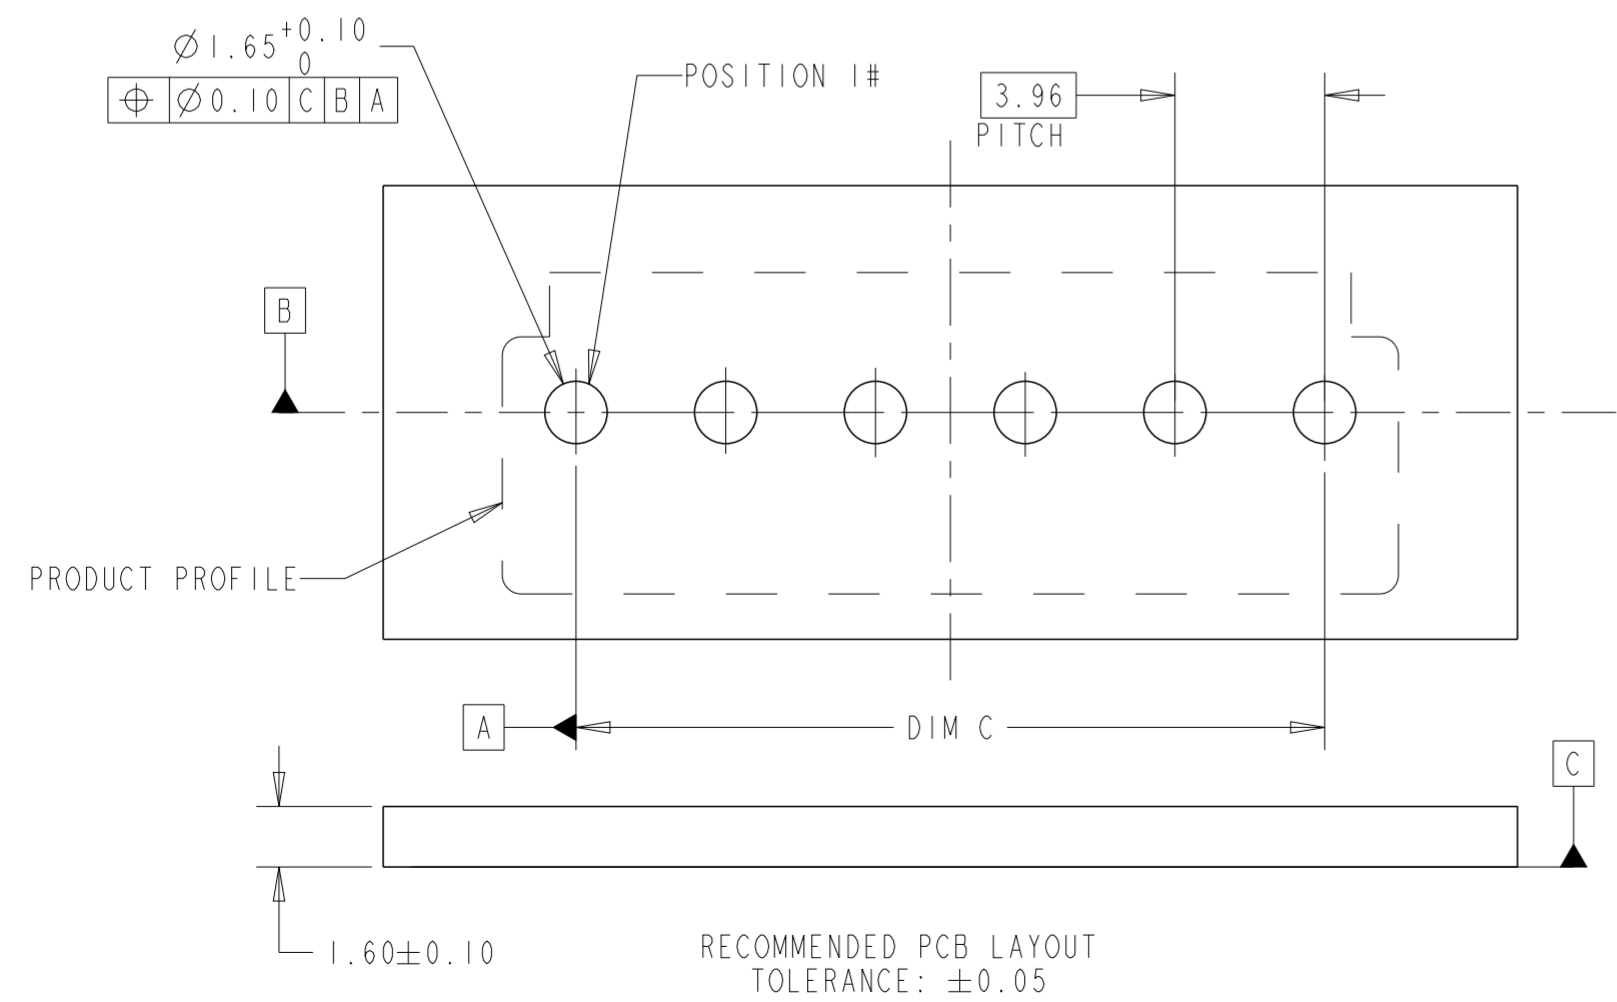 Ø1.65 +0.10 0
⌖ Ø0.10 C B A
POSITION 1#
3.96
PITCH
B
PRODUCT PROFILE
A
DIM C
C
1.60±0.10
RECOMMENDED PCB LAYOUT
TOLERANCE: ±0.05